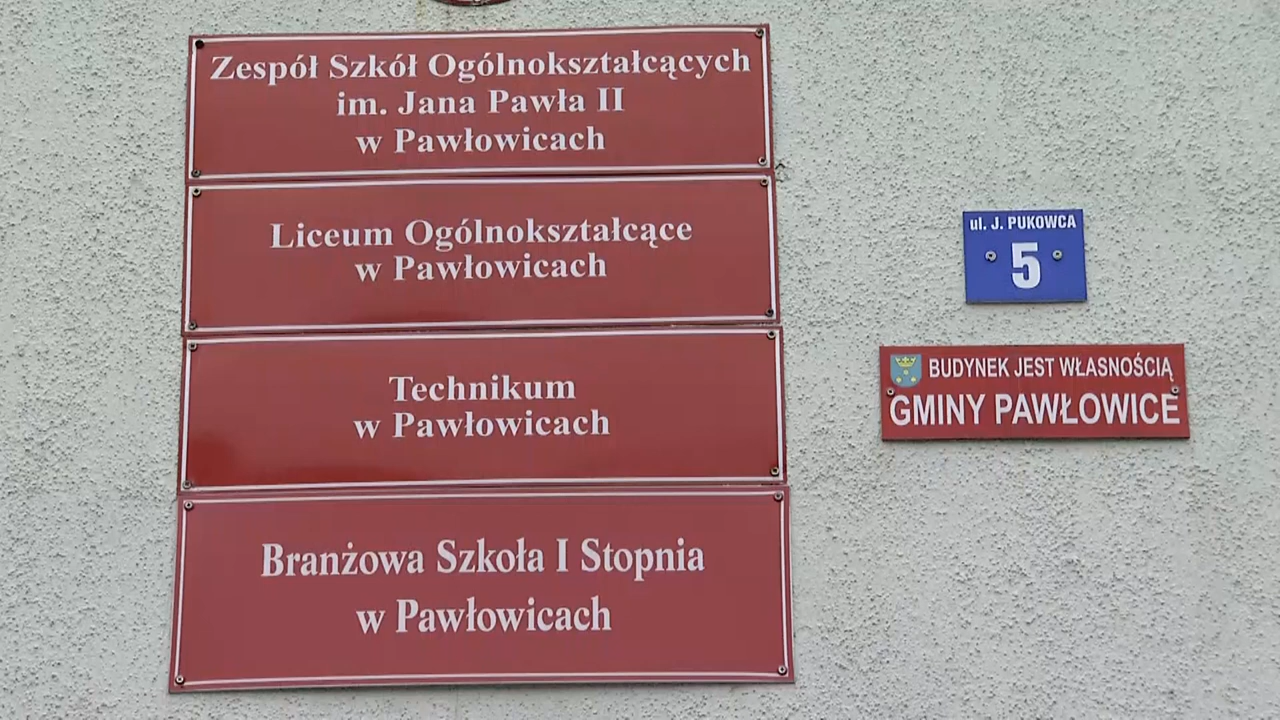 Zespół Szkół Ogólnokształcących
im. Jana Pawła II
w Pawłowicach
Liceum Ogólnokształcące
w Pawłowicach
Technikum
w Pawłowicach
Branżowa Szkoła I Stopnia
w Pawłowicach
ul. J. PUKOWCA
5
BUDYNEK JEST WŁASNOŚCIĄ
GMINY PAWŁOWICE